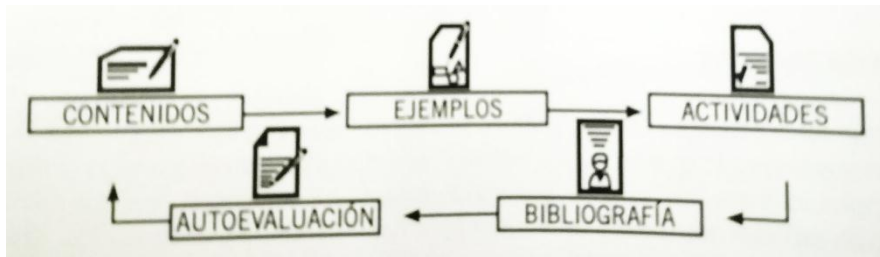 CONTENIDOS
EJEMPLOS
ACTIVIDADES
BIBLIOGRAFÍA
AUTOEVALUACIÓN